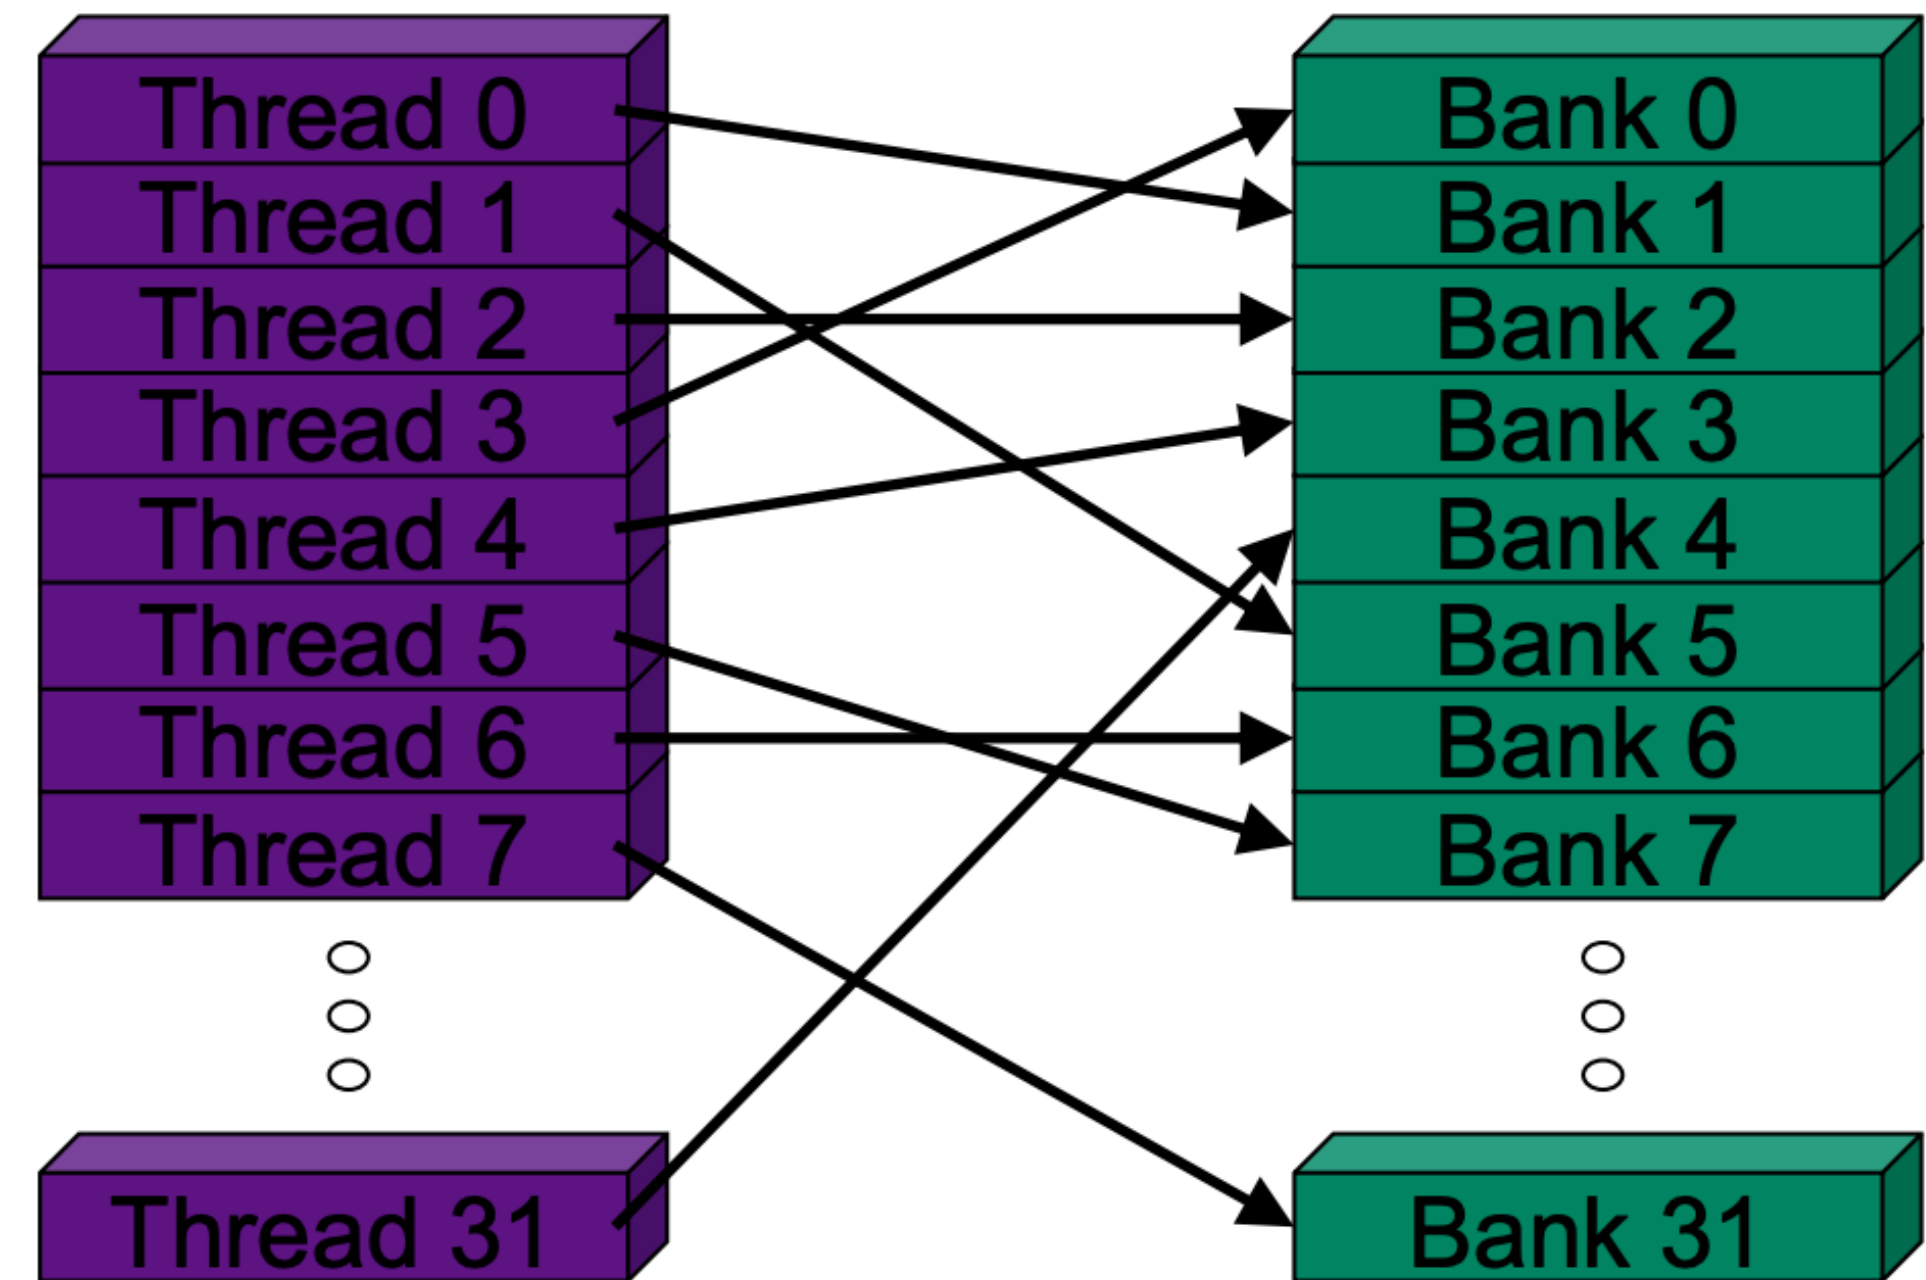 Thread 0
Thread 1
Thread 2
Thread 3
Thread 4
Thread 5
Thread 6
Thread 7
Thread 31
Bank 0
Bank 1
Bank 2
Bank 3
Bank 4
Bank 5
Bank 6
Bank 7
Bank 31